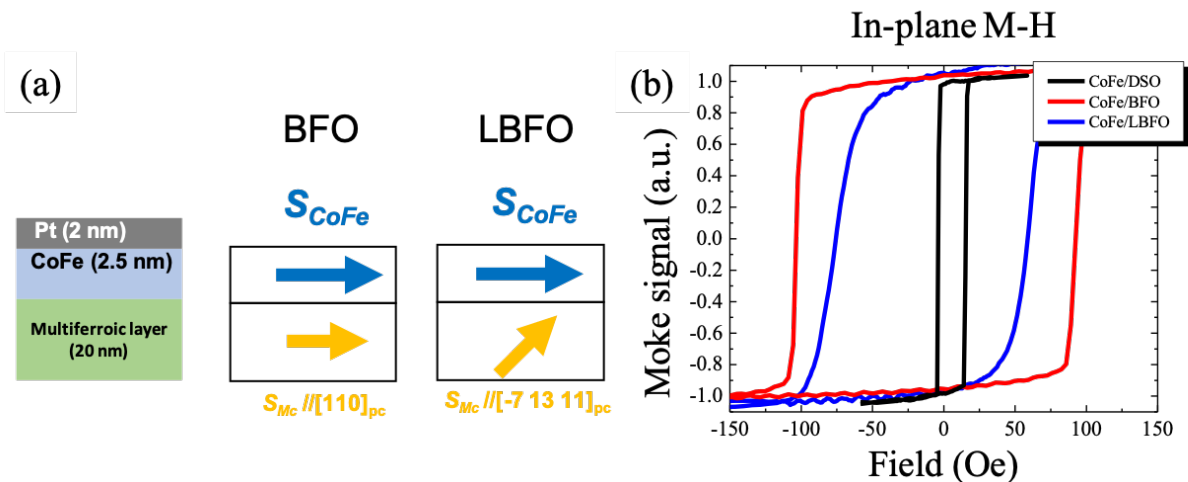 (a)
BFO
LBFO
S_CoFe
S_CoFe
Pt (2 nm)
CoFe (2.5 nm)
Multiferroic layer
(20 nm)
S_Mc //[110]pc
S_Mc //[-7 13 11]pc
In-plane M-H
(b)
CoFe/DSO
CoFe/BFO
CoFe/LBFO
Moke signal (a.u.)
1.0
0.8
0.6
0.4
0.2
0.0
-0.2
-0.4
-0.6
-0.8
-1.0
-150 -100 -50 0 50 100 150
Field (Oe)